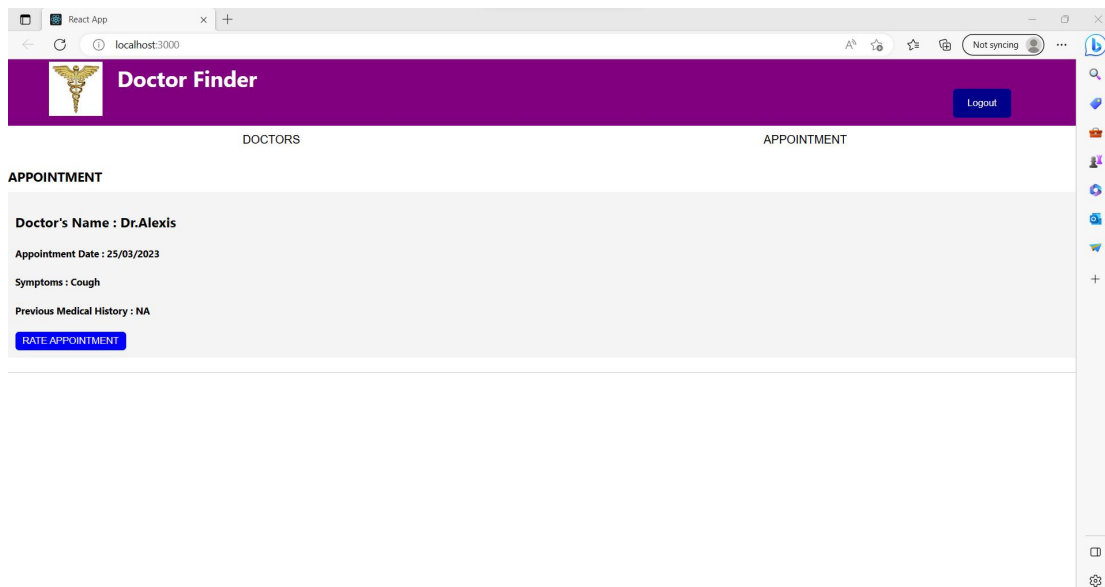 React App
localhost:3000
Not syncing
Doctor Finder
Logout
DOCTORS APPOINTMENT
APPOINTMENT
Doctor's Name : Dr.Alexis
Appointment Date : 25/03/2023
Symptoms : Cough
Previous Medical History : NA
RATE APPOINTMENT